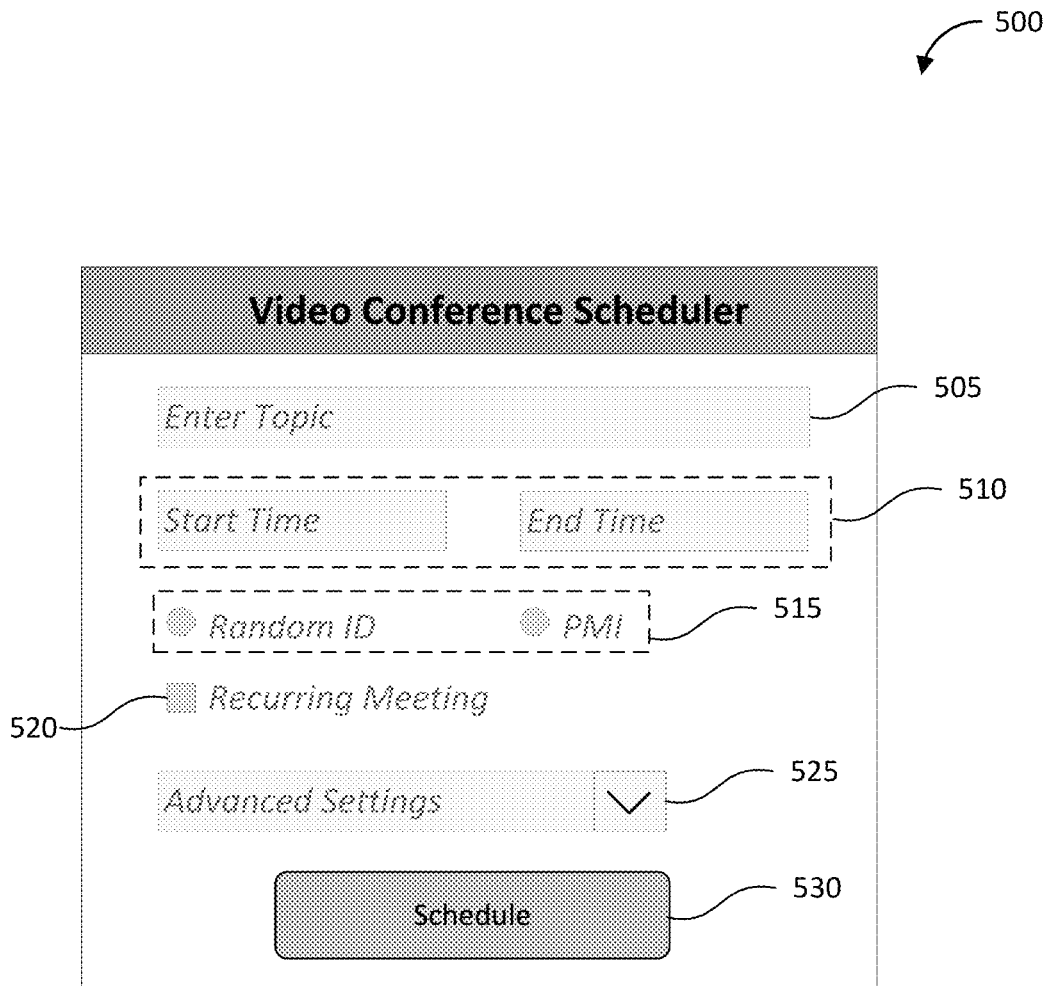 500
Video Conference Scheduler
Enter Topic
505
Start Time End Time
510
Random ID PMI
515
Recurring Meeting
520
Advanced Settings
525
Schedule
530